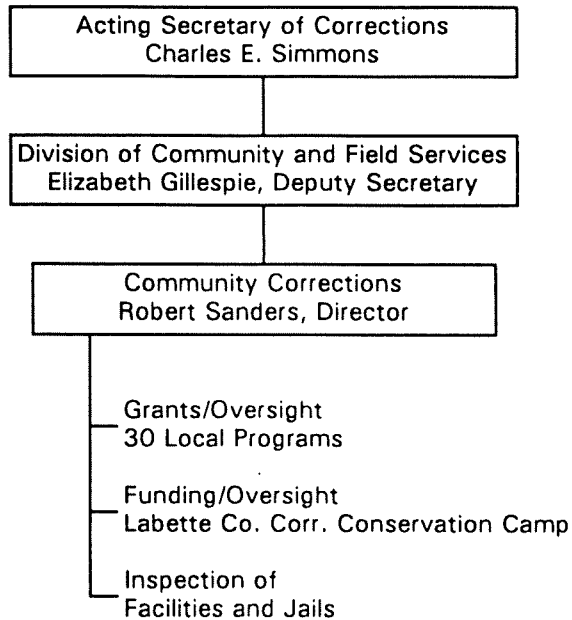 Acting Secretary of Corrections
Charles E. Simmons
Division of Community and Field Services
Elizabeth Gillespie, Deputy Secretary
Community Corrections
Robert Sanders, Director
Grants/Oversight
30 Local Programs
Funding/Oversight
Labette Co. Corr. Conservation Camp
Inspection of
Facilities and Jails